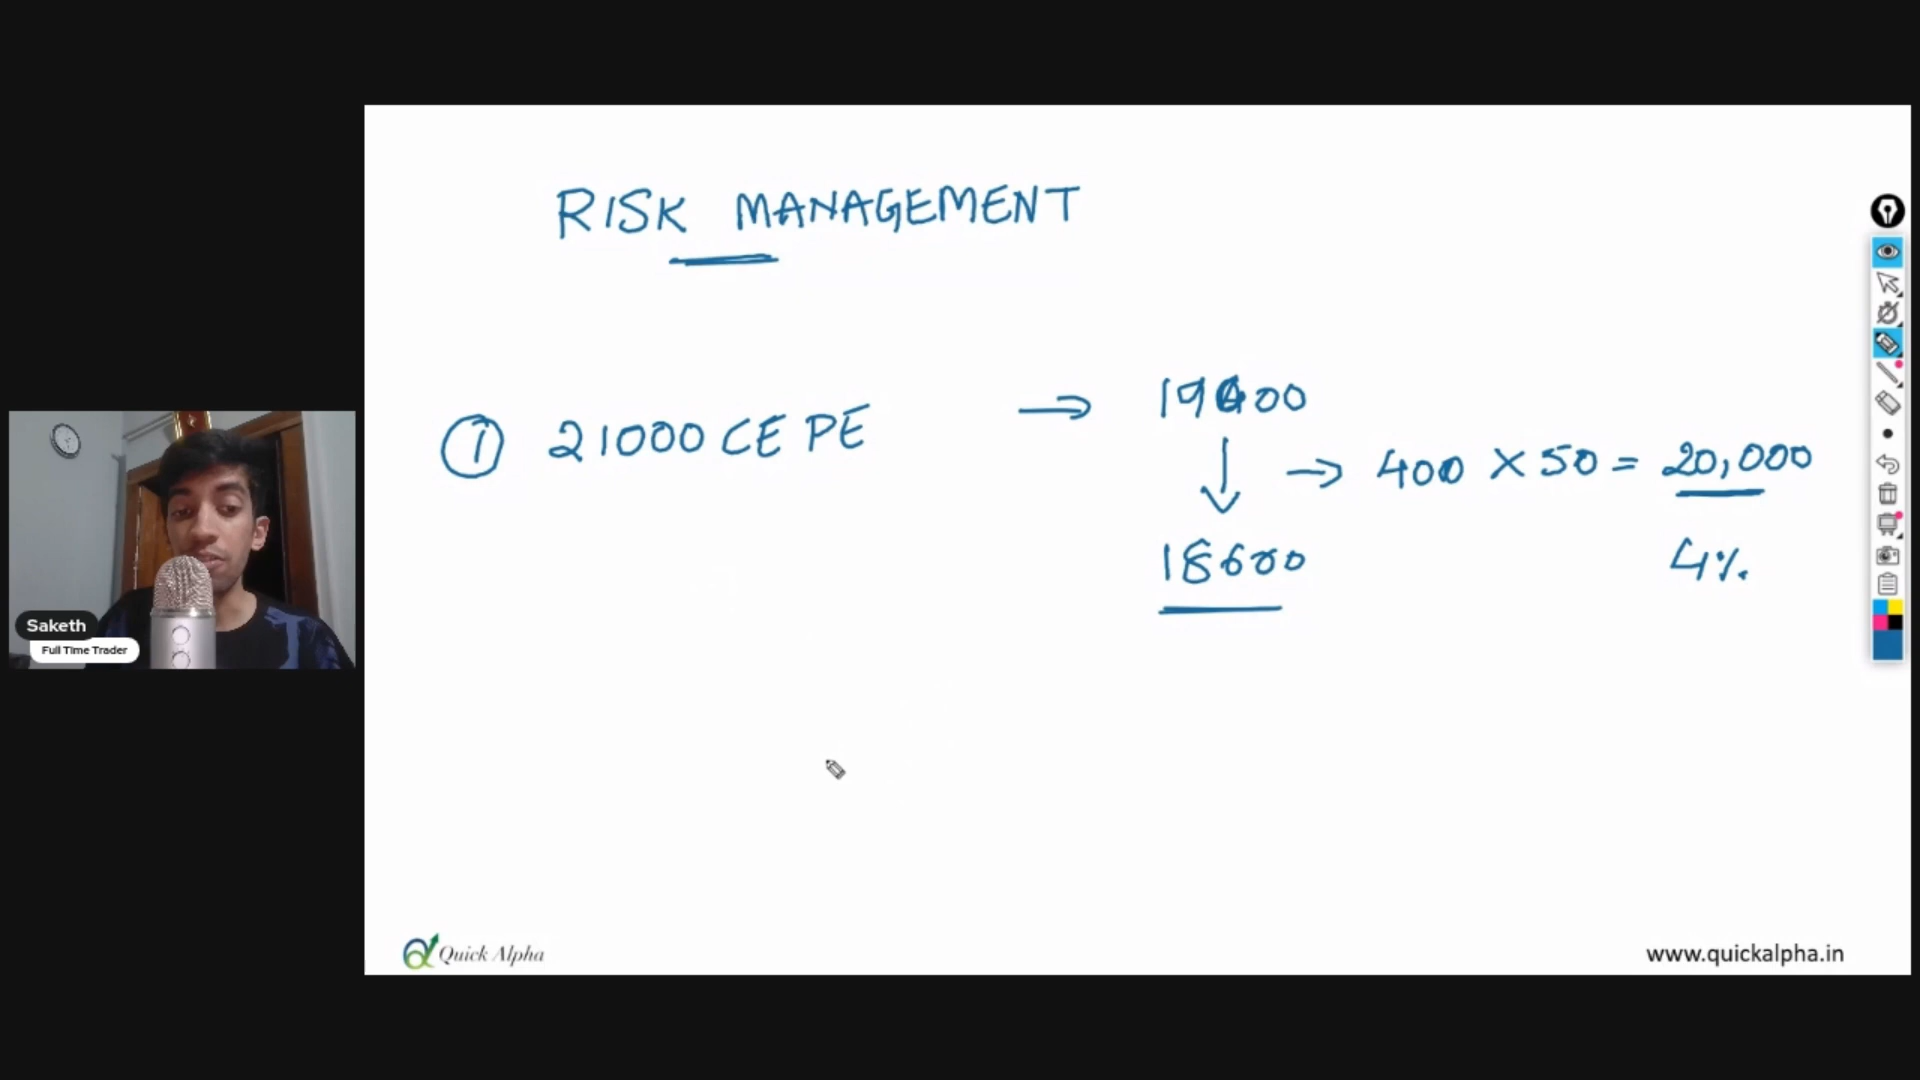 RISK MANAGEMENT
① 21000 CE PE → 19000
→ 400 × 50 = 20,000
18600
4%
Saketh
Full Time Trader
Quick Alpha
www.quickalpha.in